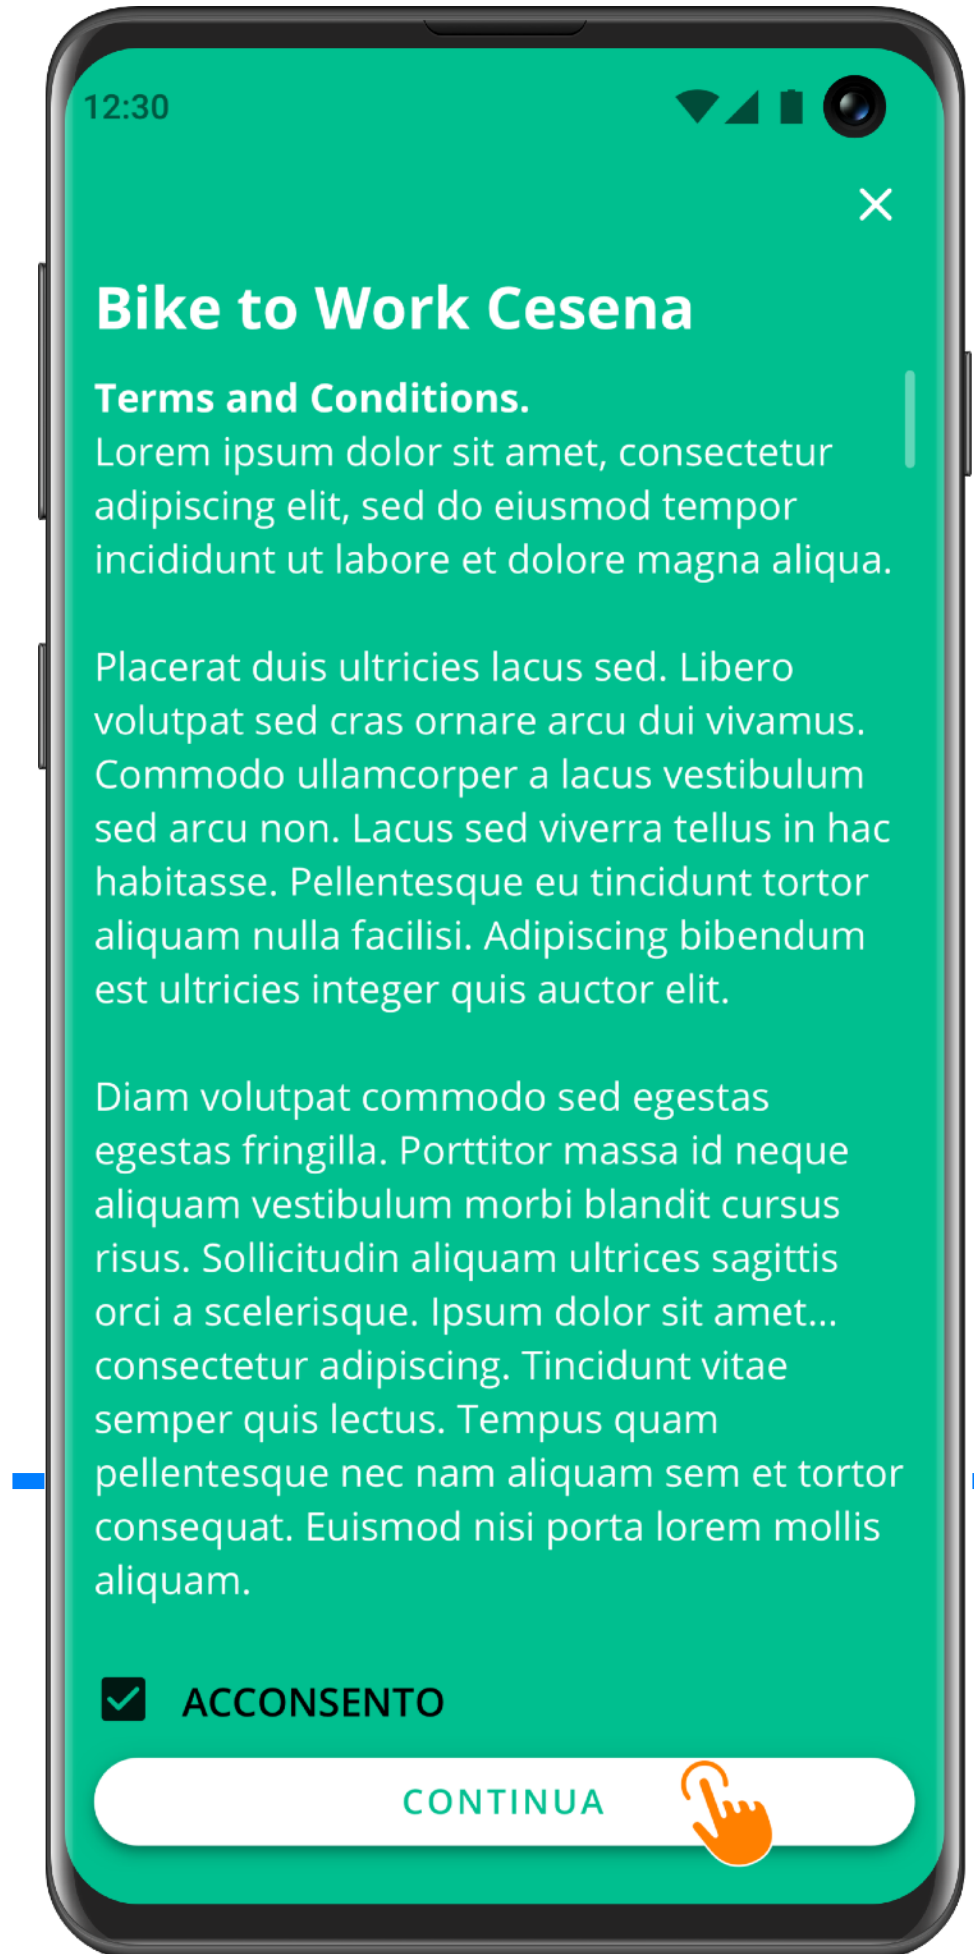 12:30
Bike to Work Cesena
Terms and Conditions.
Lorem ipsum dolor sit amet, consectetur
adipiscing elit, sed do eiusmod tempor
incididunt ut labore et dolore magna aliqua.
Placerat duis ultricies lacus sed. Libero
volutpat sed cras ornare arcu dui vivamus.
Commodo ullamcorper a lacus vestibulum
sed arcu non. Lacus sed viverra tellus in hac
habitasse. Pellentesque eu tincidunt tortor
aliquam nulla facilisi. Adipiscing bibendum
est ultricies integer quis auctor elit.
Diam volutpat commodo sed egestas
egestas fringilla. Porttitor massa id neque
aliquam vestibulum morbi blandit cursus
risus. Sollicitudin aliquam ultrices sagittis
orci a scelerisque. Ipsum dolor sit amet...
consectetur adipiscing. Tincidunt vitae
semper quis lectus. Tempus quam
pellentesque nec nam aliquam sem et tortor
consequat. Euismod nisi porta lorem mollis
aliquam.
ACCONSENTO
CONTINUA